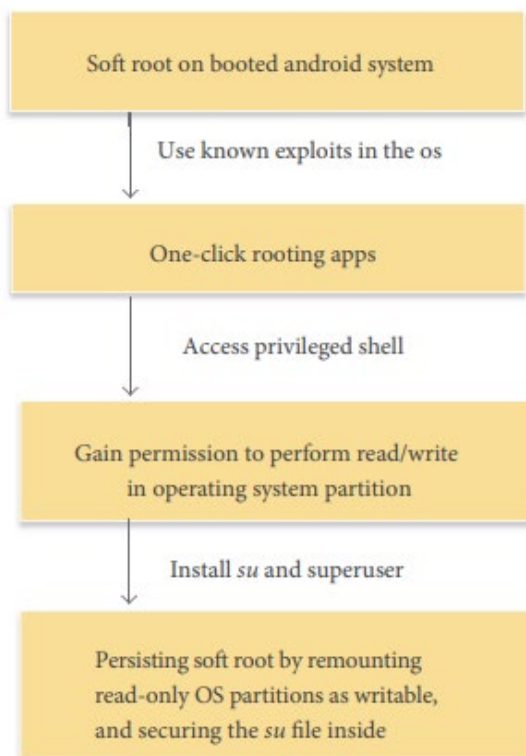 Soft root on booted android system
Use known exploits in the os
One-click rooting apps
Access privileged shell
Gain permission to perform read/write
in operating system partition
Install su and superuser
Persisting soft root by remounting
read-only OS partitions as writable,
and securing the su file inside